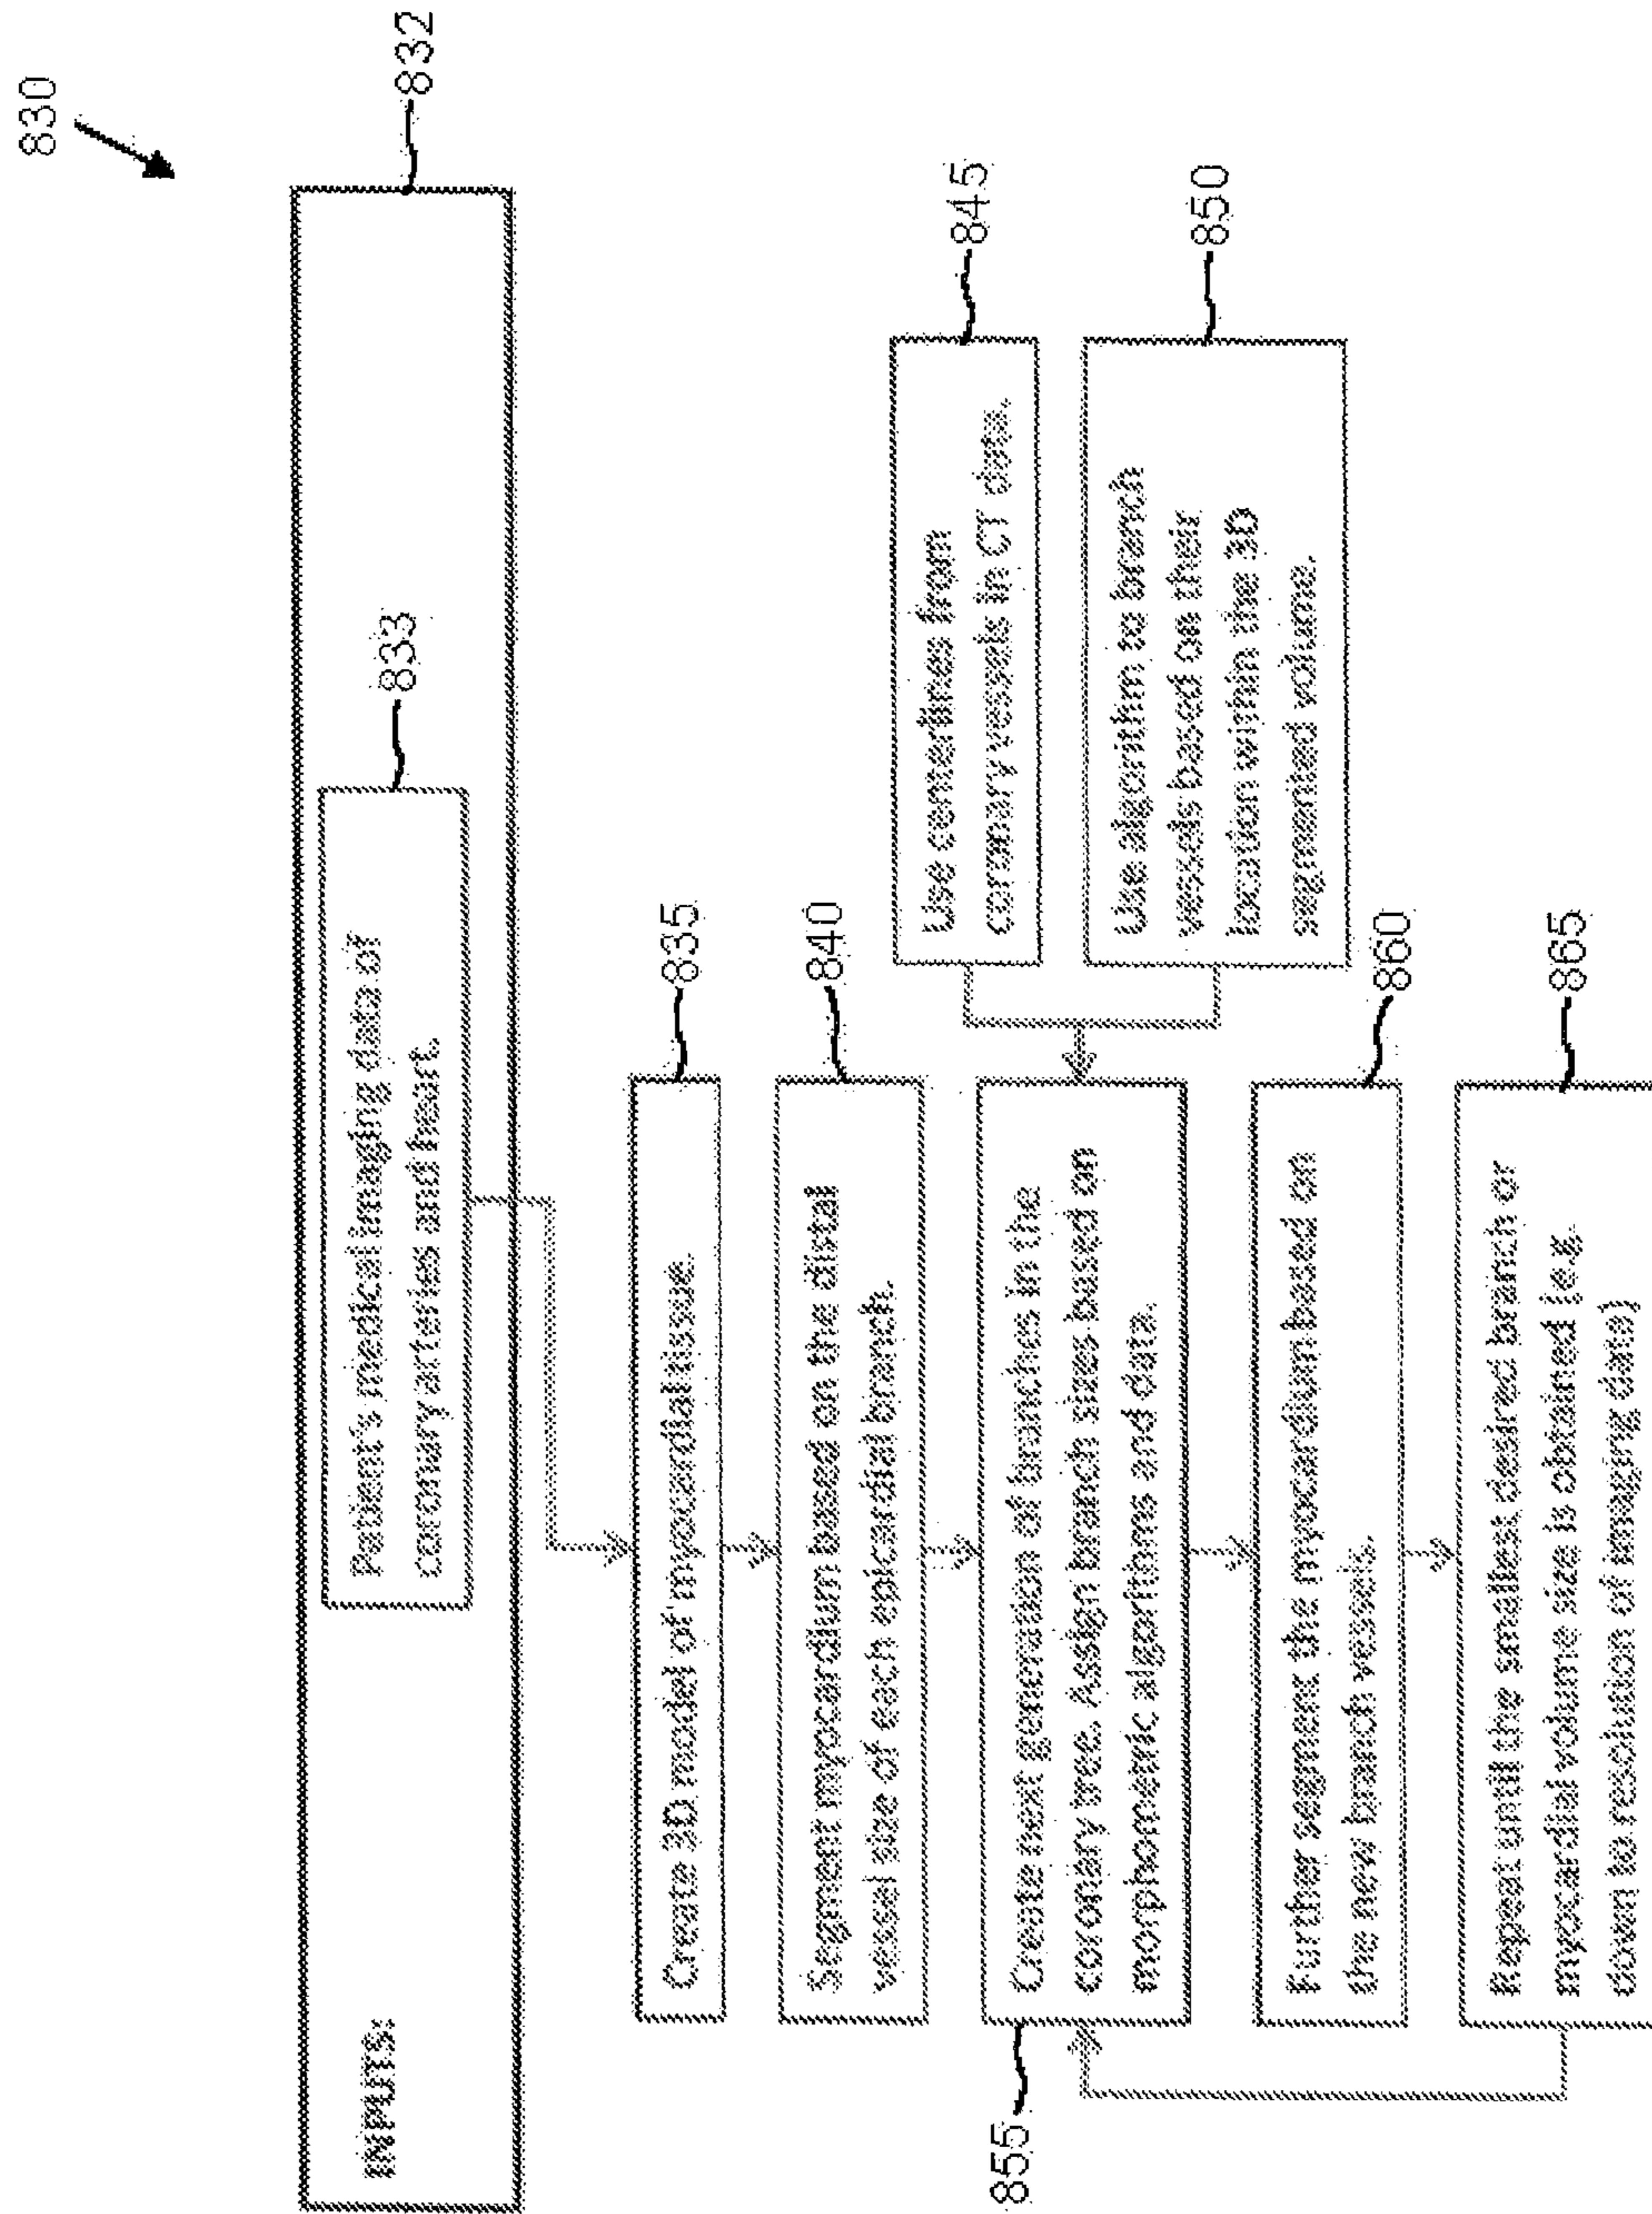 830
832
INPUTS:
833
Patient's medical imaging data of
coronary arteries and heart.
835
Create 3D model of myocardial tissue.
840
Segment myocardium based on the distal
vessel size of each epicardial branch.
845
Use centerlines from
coronary vessels in CT data.
850
Use algorithm to branch
vessels based on their
location within the 3D
segmented volume.
855
Create next generation of branches in the
coronary tree. Assign branch sizes based on
morphometric algorithms and data.
860
Further segment the myocardium based on
the new branch vessels.
865
Repeat until the smallest desired branch or
myocardial volume size is obtained (e.g.
down to resolution of imaging date)